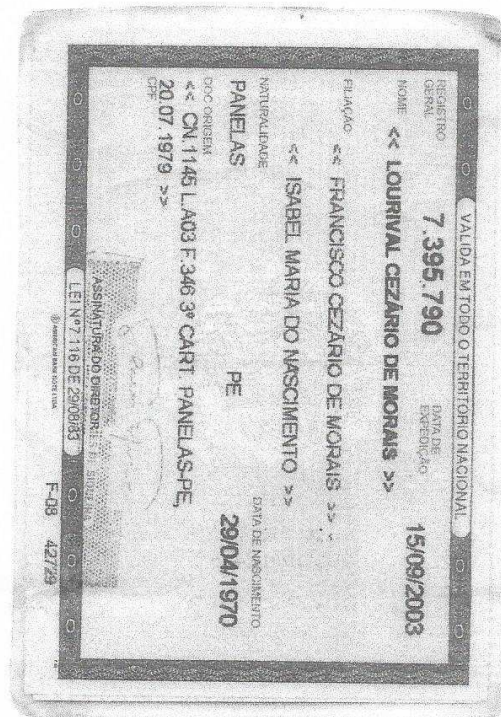 VALIDA EM TODO O TERRITÓRIO NACIONAL
REGISTRO GERAL 7.395.790 DATA DE EXPEDIÇÃO 15/09/2003
NOME << LOURIVAL CEZÁRIO DE MORAIS >>
FILIAÇÃO << FRANCISCO CEZÁRIO DE MORAIS >>
<< ISABEL MARIA DO NASCIMENTO >>
NATURALIDADE DATA DE NASCIMENTO
PANELAS PE 29/04/1970
DOC ORIGEM
<< CN.1145 L.A03 F.346 3º CART. PANELAS-PE,
20.07.1979 >>
CPF
ASSINATURA DO DIRETOR
LEI Nº 7.116 DE 29/08/83
F-08 42729